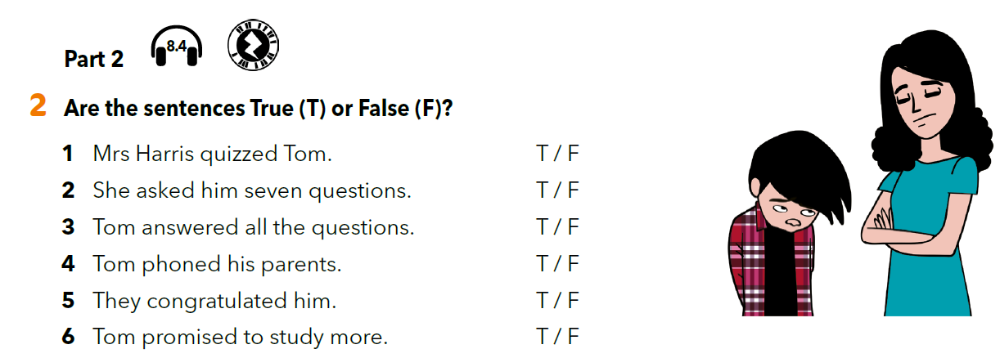 Part 2 8.4
2 Are the sentences True (T) or False (F)?
1 Mrs Harris quizzed Tom. T / F
2 She asked him seven questions. T / F
3 Tom answered all the questions. T / F
4 Tom phoned his parents. T / F
5 They congratulated him. T / F
6 Tom promised to study more. T / F